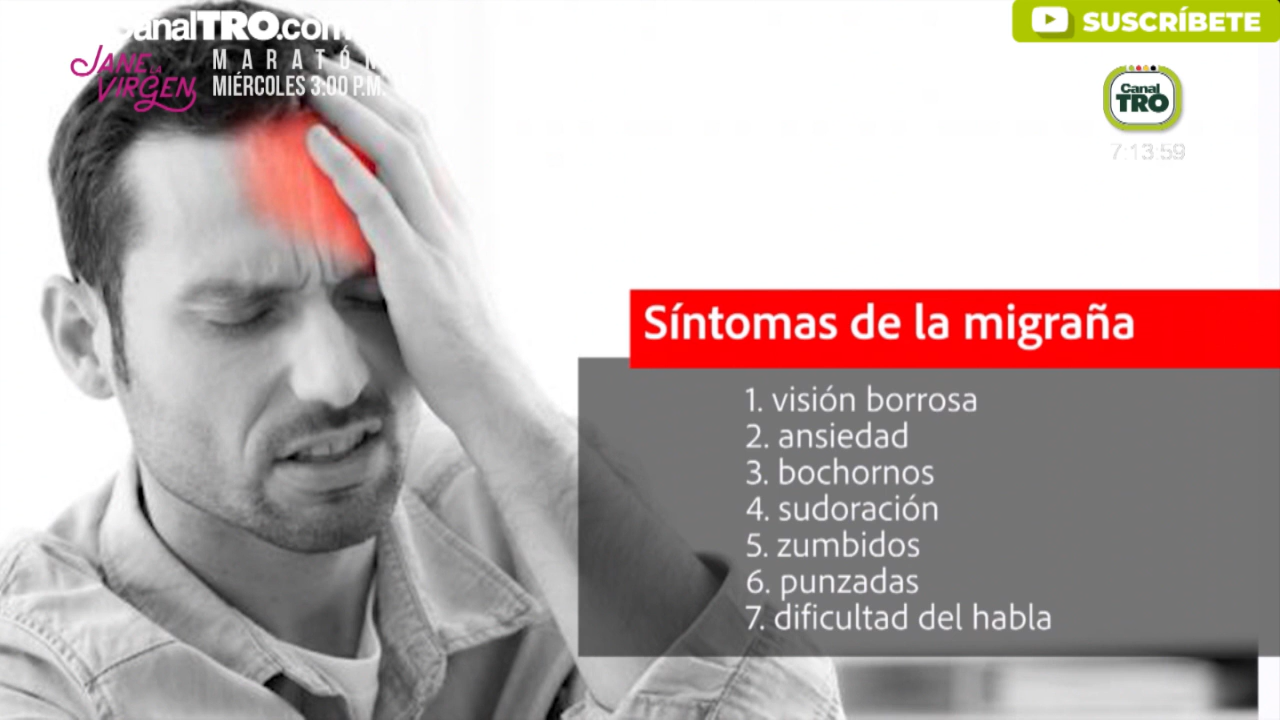 canalTRO.com
JANE LA VIRGEN
MARATÓN
MIÉRCOLES 3:00 P.M.
SUSCRÍBETE
Canal
TRO
7:13:59
Síntomas de la migraña
1. visión borrosa
2. ansiedad
3. bochornos
4. sudoración
5. zumbidos
6. punzadas
7. dificultad del habla